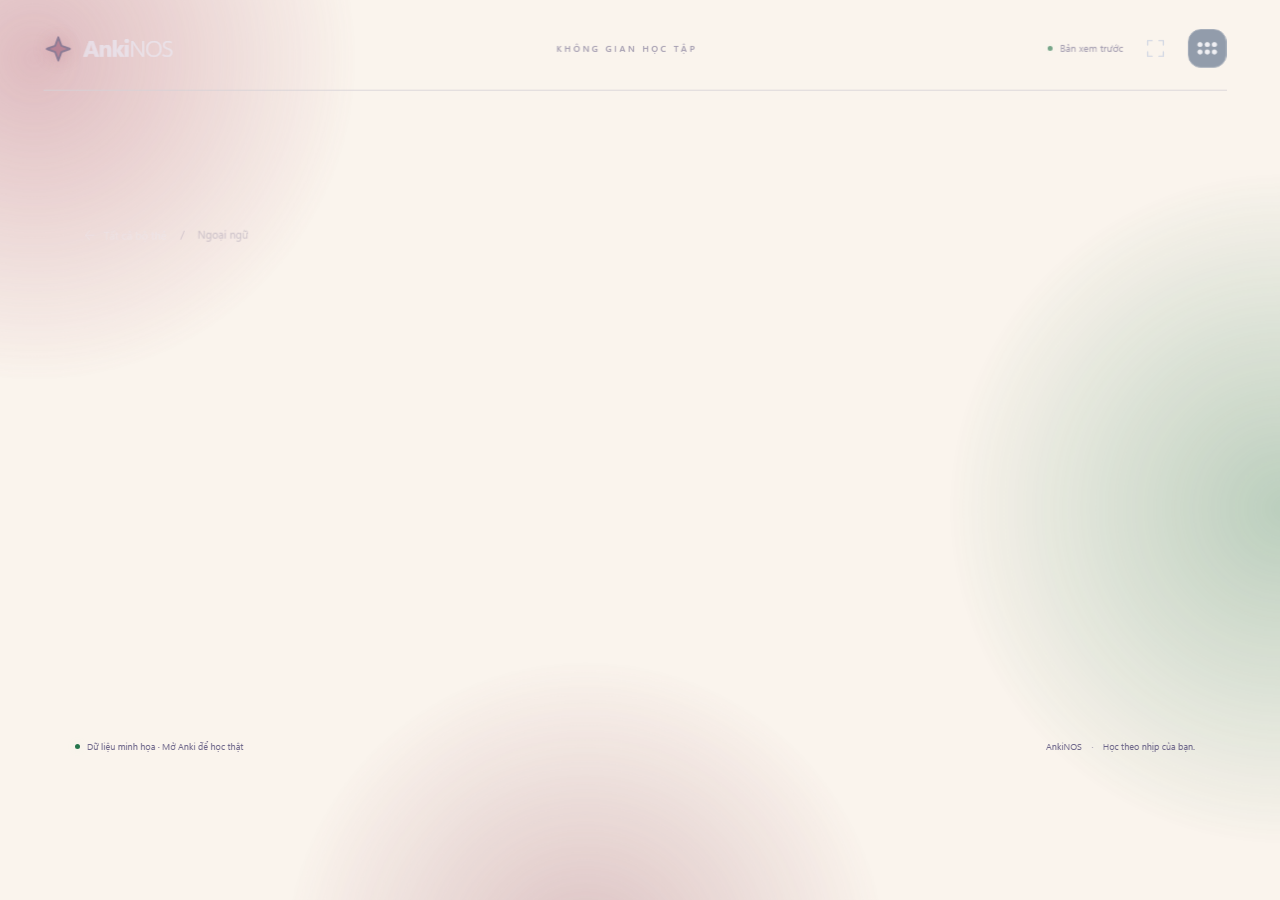 AnkiNOS
KHÔNG GIAN HỌC TẬP
Bản xem trước
/ Ngoại ngữ
Dữ liệu minh họa · Mở Anki để học thật
AnkiNOS · Học theo nhịp của bạn.